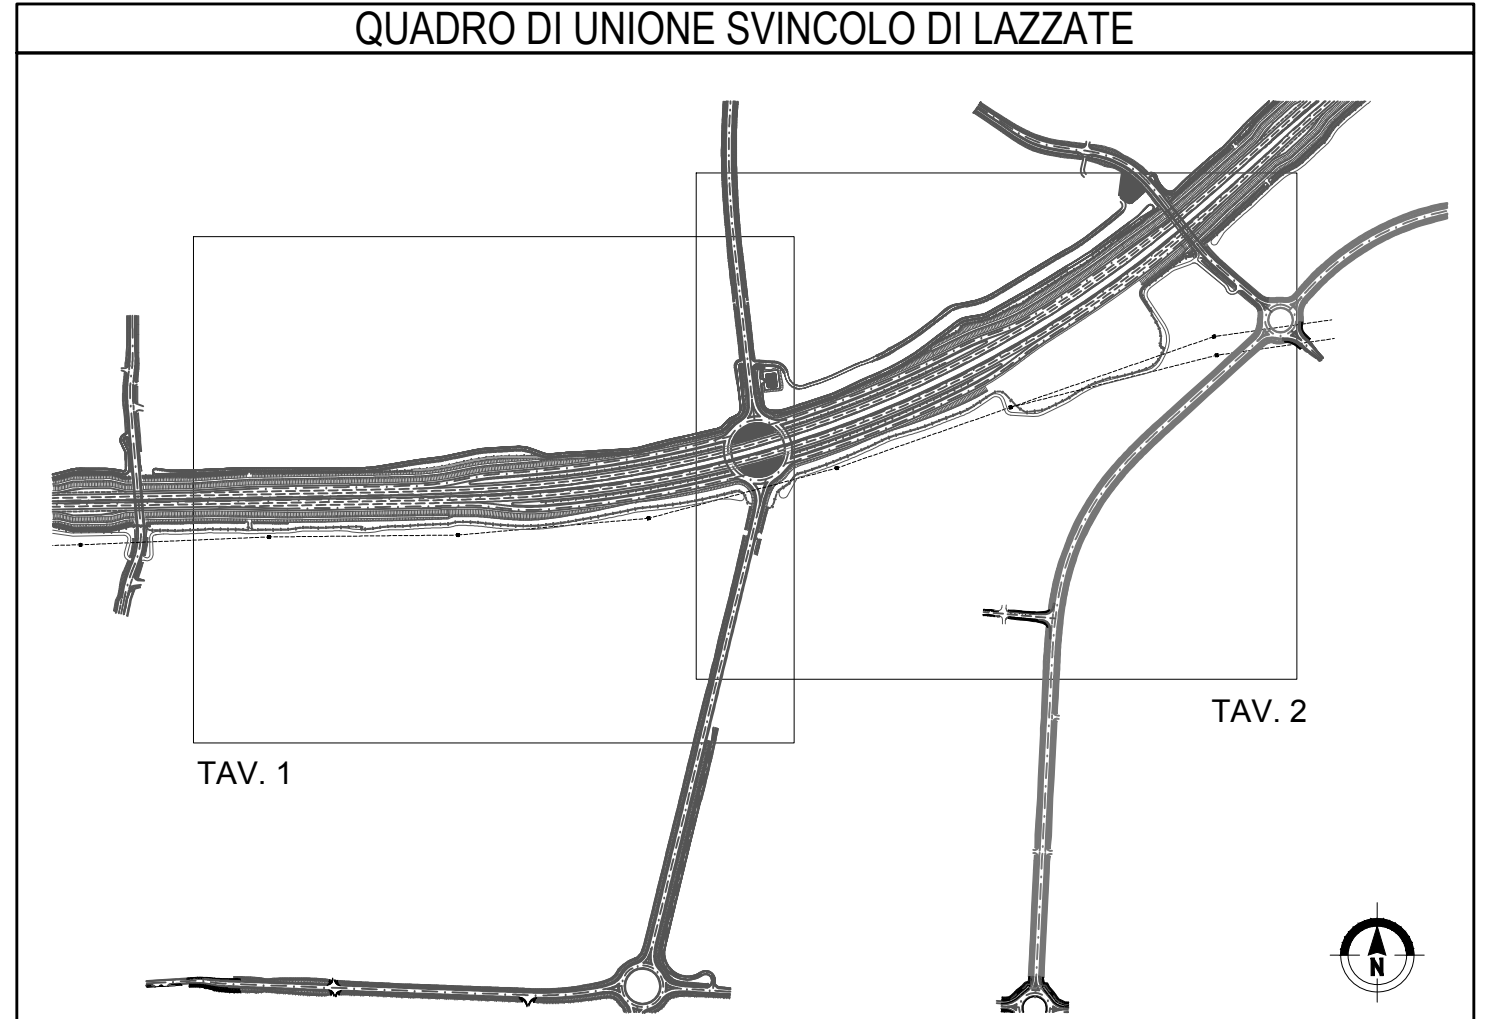 QUADRO DI UNIONE SVINCOLO DI LAZZATE
TAV. 2
TAV. 1
N